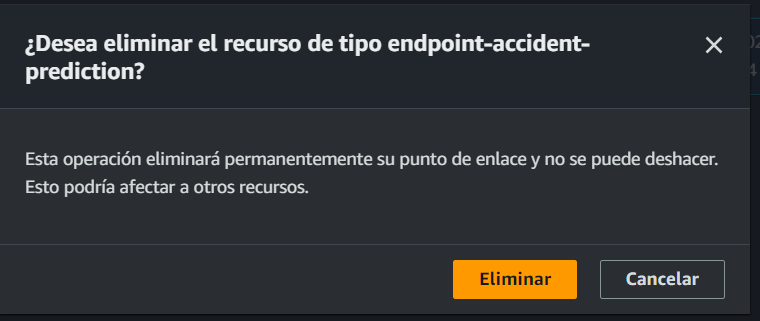 ¿Desea eliminar el recurso de tipo endpoint-accident-
prediction?
Esta operación eliminará permanentemente su punto de enlace y no se puede deshacer.
Esto podría afectar a otros recursos.
Eliminar
Cancelar